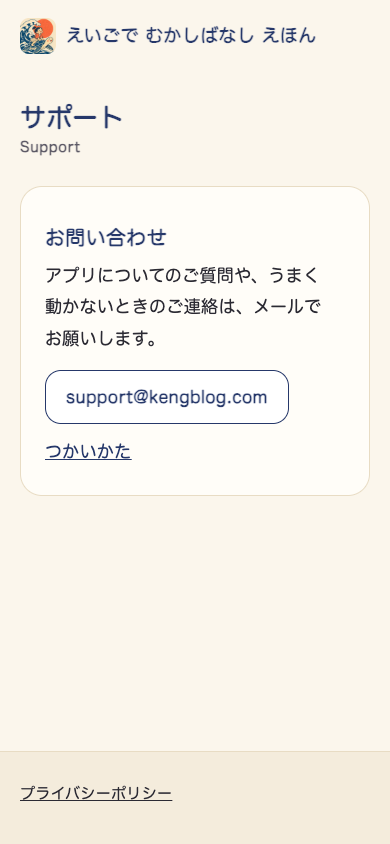 えいごで むかしばなし えほん
サポート
Support
お問い合わせ
アプリについてのご質問や、うまく
動かないときのご連絡は、メールで
お願いします。
support@kengblog.com
つかいかた
プライバシーポリシー